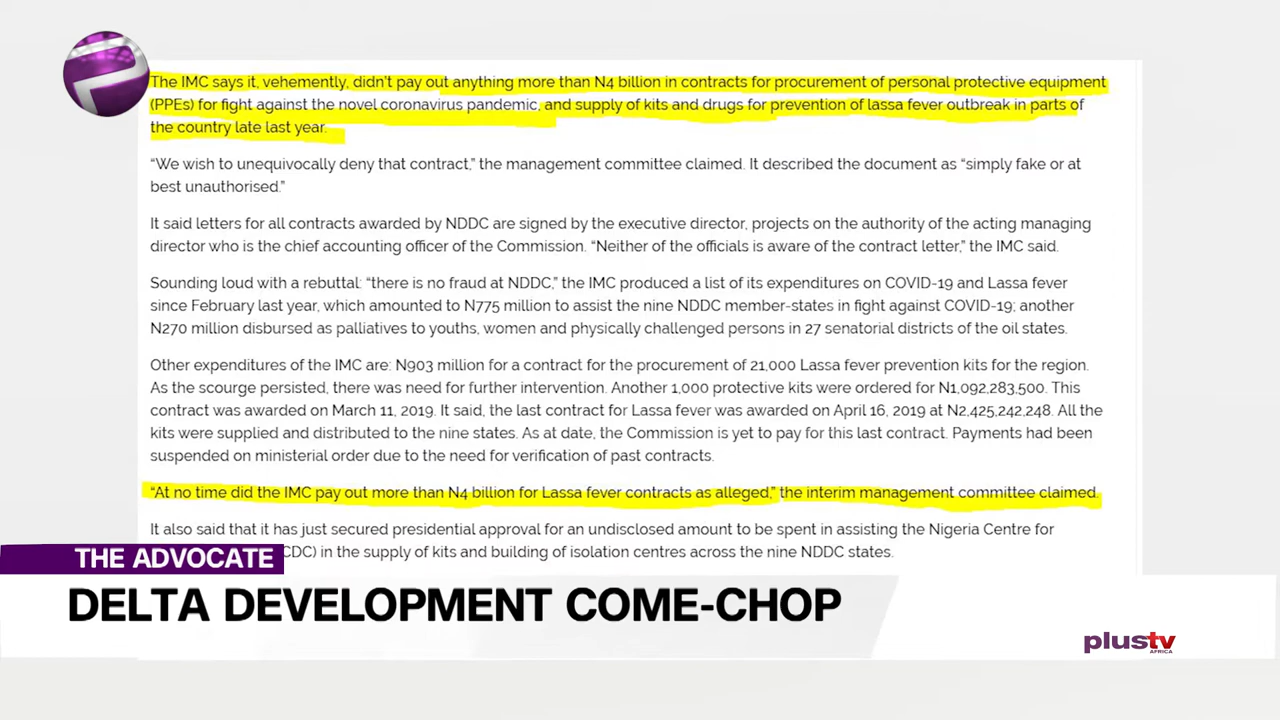 The IMC says it, vehemently, didn't pay out anything more than N4 billion in contracts for procurement of personal protective equipment
(PPEs) for fight against the novel coronavirus pandemic, and supply of kits and drugs for prevention of lassa fever outbreak in parts of
the country late last year.
“We wish to unequivocally deny that contract,” the management committee claimed. It described the document as “simply fake or at
best unauthorised.”
It said letters for all contracts awarded by NDDC are signed by the executive director, projects on the authority of the acting managing
director who is the chief accounting officer of the Commission. “Neither of the officials is aware of the contract letter,” the IMC said.
Sounding loud with a rebuttal: “there is no fraud at NDDC,” the IMC produced a list of its expenditures on COVID-19 and Lassa fever
since February last year, which amounted to N775 million to assist the nine NDDC member-states in fight against COVID-19; another
N270 million disbursed as palliatives to youths, women and physically challenged persons in 27 senatorial districts of the oil states.
Other expenditures of the IMC are: N903 million for a contract for the procurement of 21,000 Lassa fever prevention kits for the region.
As the scourge persisted, there was need for further intervention. Another 1,000 protective kits were ordered for N1,092,283,500. This
contract was awarded on March 11, 2019. It said, the last contract for Lassa fever was awarded on April 16, 2019 at N2,425,242,248. All the
kits were supplied and distributed to the nine states. As at date, the Commission is yet to pay for this last contract. Payments had been
suspended on ministerial order due to the need for verification of past contracts.
“At no time did the IMC pay out more than N4 billion for Lassa fever contracts as alleged,” the interim management committee claimed.
It also said that it has just secured presidential approval for an undisclosed amount to be spent in assisting the Nigeria Centre for
CDC) in the supply of kits and building of isolation centres across the nine NDDC states.
THE ADVOCATE
DELTA DEVELOPMENT COME-CHOP
plustv
AFRICA